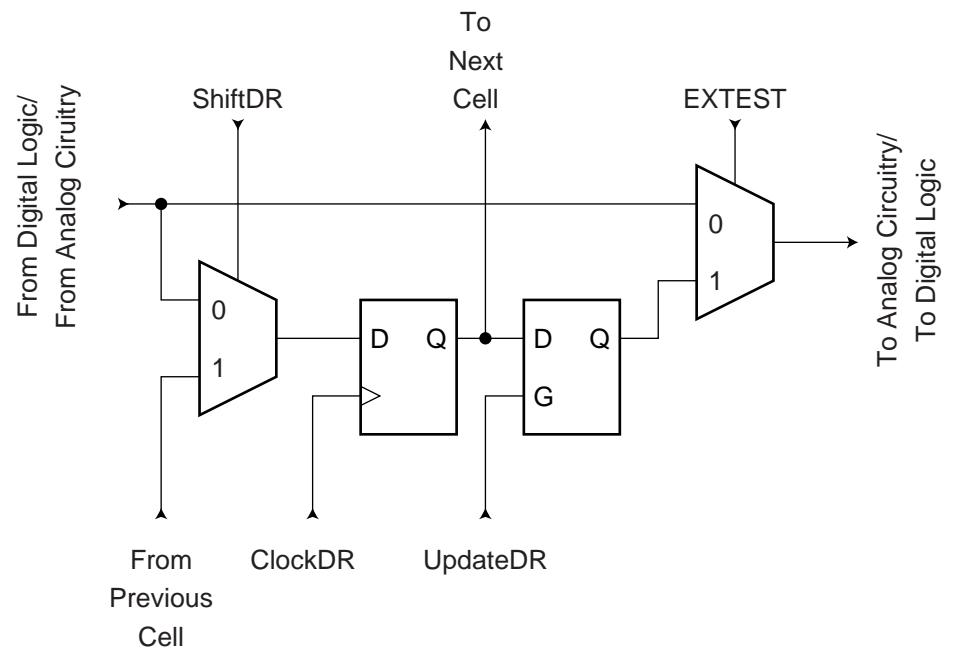 To
Next
Cell
ShiftDR
EXTEST
From Digital Logic/
From Analog Ciruitry
To Analog Circuitry/
To Digital Logic
0
1
0
1
D
Q
D
Q
G
From
Previous
Cell
ClockDR
UpdateDR